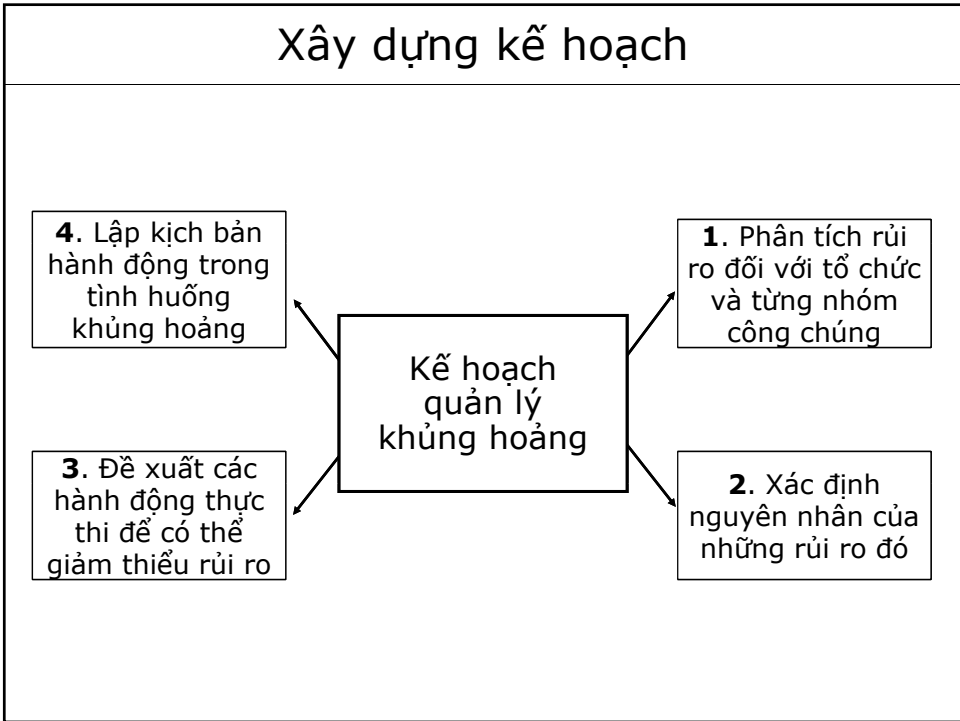 Xây dựng kế hoạch
4. Lập kịch bản
hành động trong
tình huống
khủng hoảng
1. Phân tích rủi
ro đối với tổ chức
và từng nhóm
công chúng
Kế hoạch
quản lý
khủng hoảng
3. Đề xuất các
hành động thực
thi để có thể
giảm thiểu rủi ro
2. Xác định
nguyên nhân của
những rủi ro đó